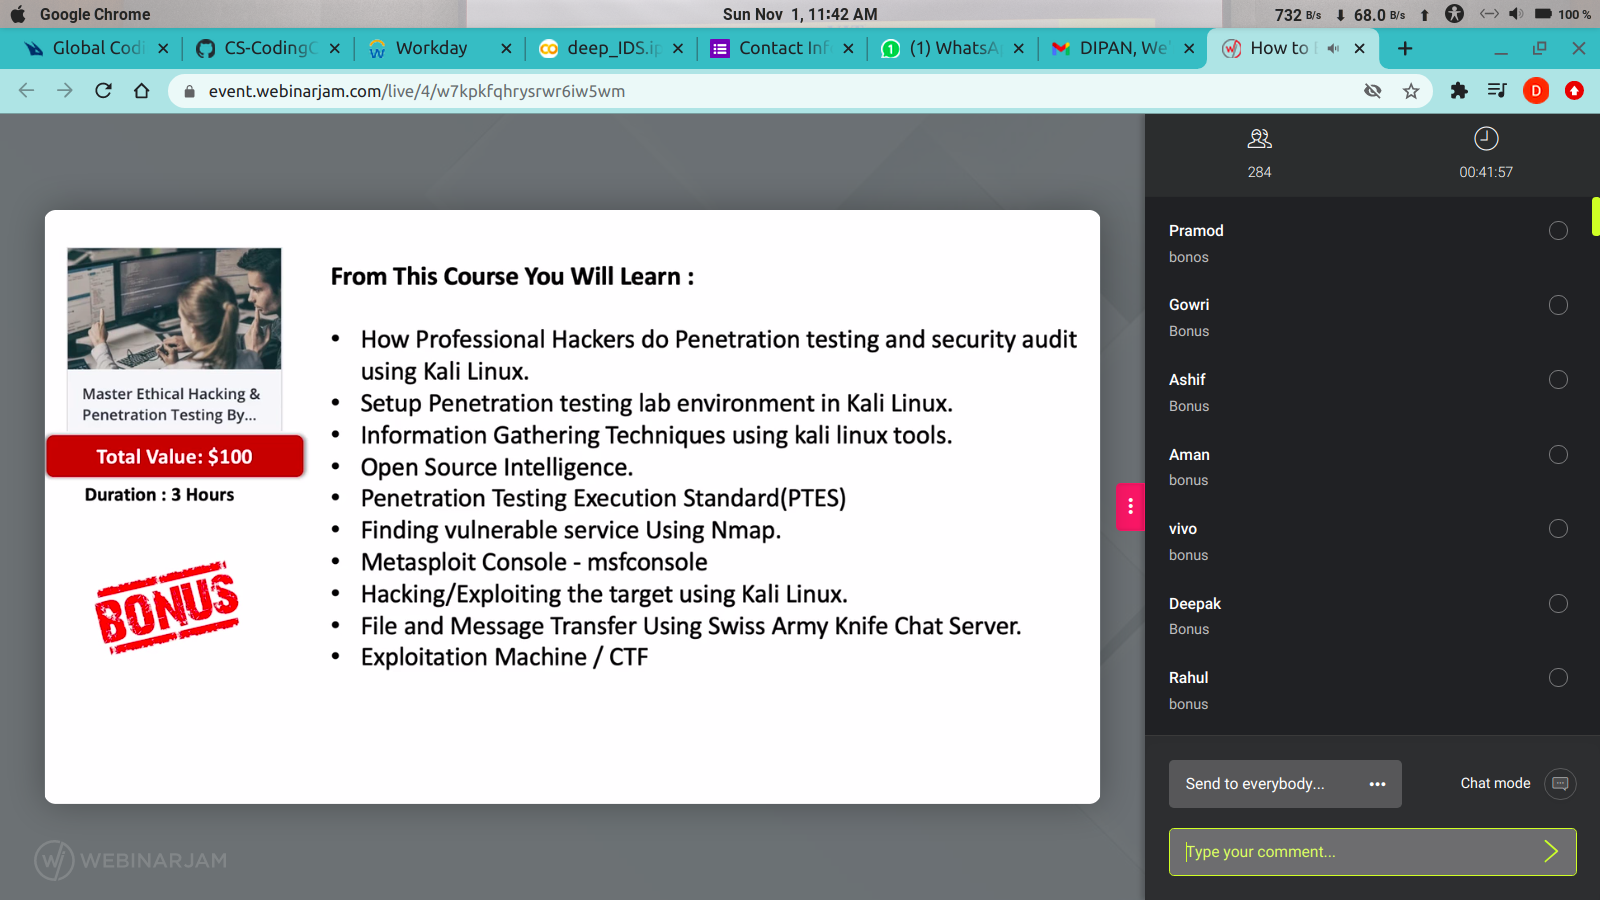 Google Chrome
Sun Nov 1, 11:42 AM
732 B/s ⬇ 68.0 B/s ⬆
100 %
Global Codi
CS-CodingC
Workday
deep_IDS.ip
Contact Info
(1) WhatsA
DIPAN, We'
How to
event.webinarjam.com/live/4/w7kpkfqhrysrwr6iw5wm
D
284
00:41:57
From This Course You Will Learn :
• How Professional Hackers do Penetration testing and security audit
using Kali Linux.
• Setup Penetration testing lab environment in Kali Linux.
• Information Gathering Techniques using kali linux tools.
• Open Source Intelligence.
• Penetration Testing Execution Standard(PTES)
• Finding vulnerable service Using Nmap.
• Metasploit Console - msfconsole
• Hacking/Exploiting the target using Kali Linux.
• File and Message Transfer Using Swiss Army Knife Chat Server.
• Exploitation Machine / CTF
Master Ethical Hacking &
Penetration Testing By...
Total Value: $100
Duration : 3 Hours
BONUS
WEBINARJAM
Pramod
bonos
Gowri
Bonus
Ashif
Bonus
Aman
bonus
vivo
bonus
Deepak
Bonus
Rahul
bonus
Send to everybody...
Chat mode
Type your comment...